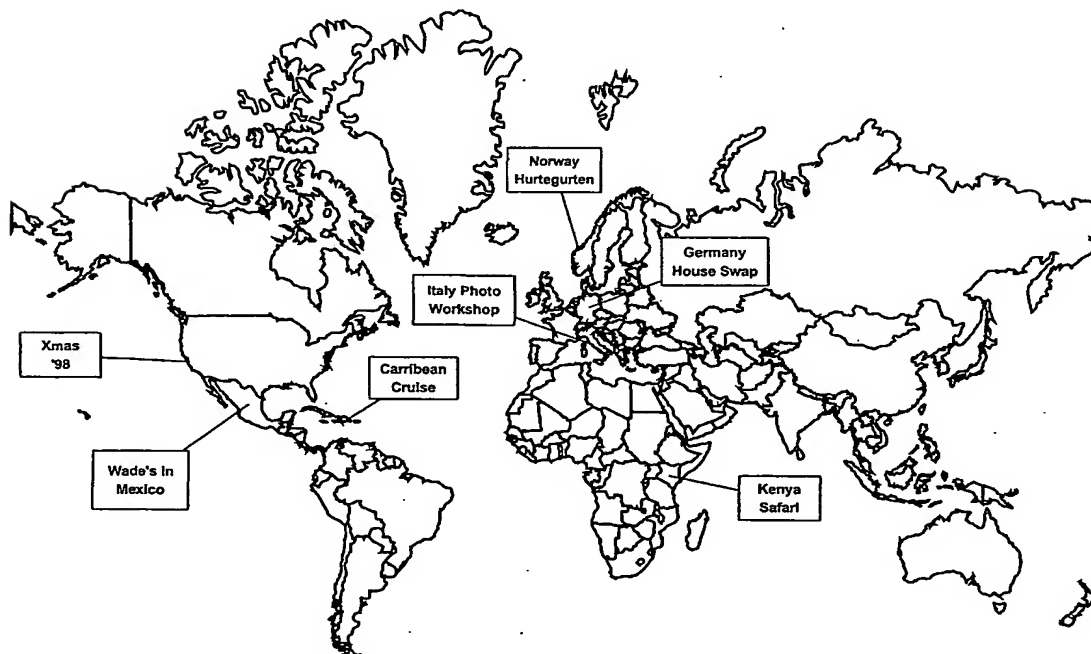 Norway
Hurtegurten
Germany
House Swap
Italy Photo
Workshop
Xmas
'98
Carribean
Cruise
Wade's In
Mexico
Kenya
Safari